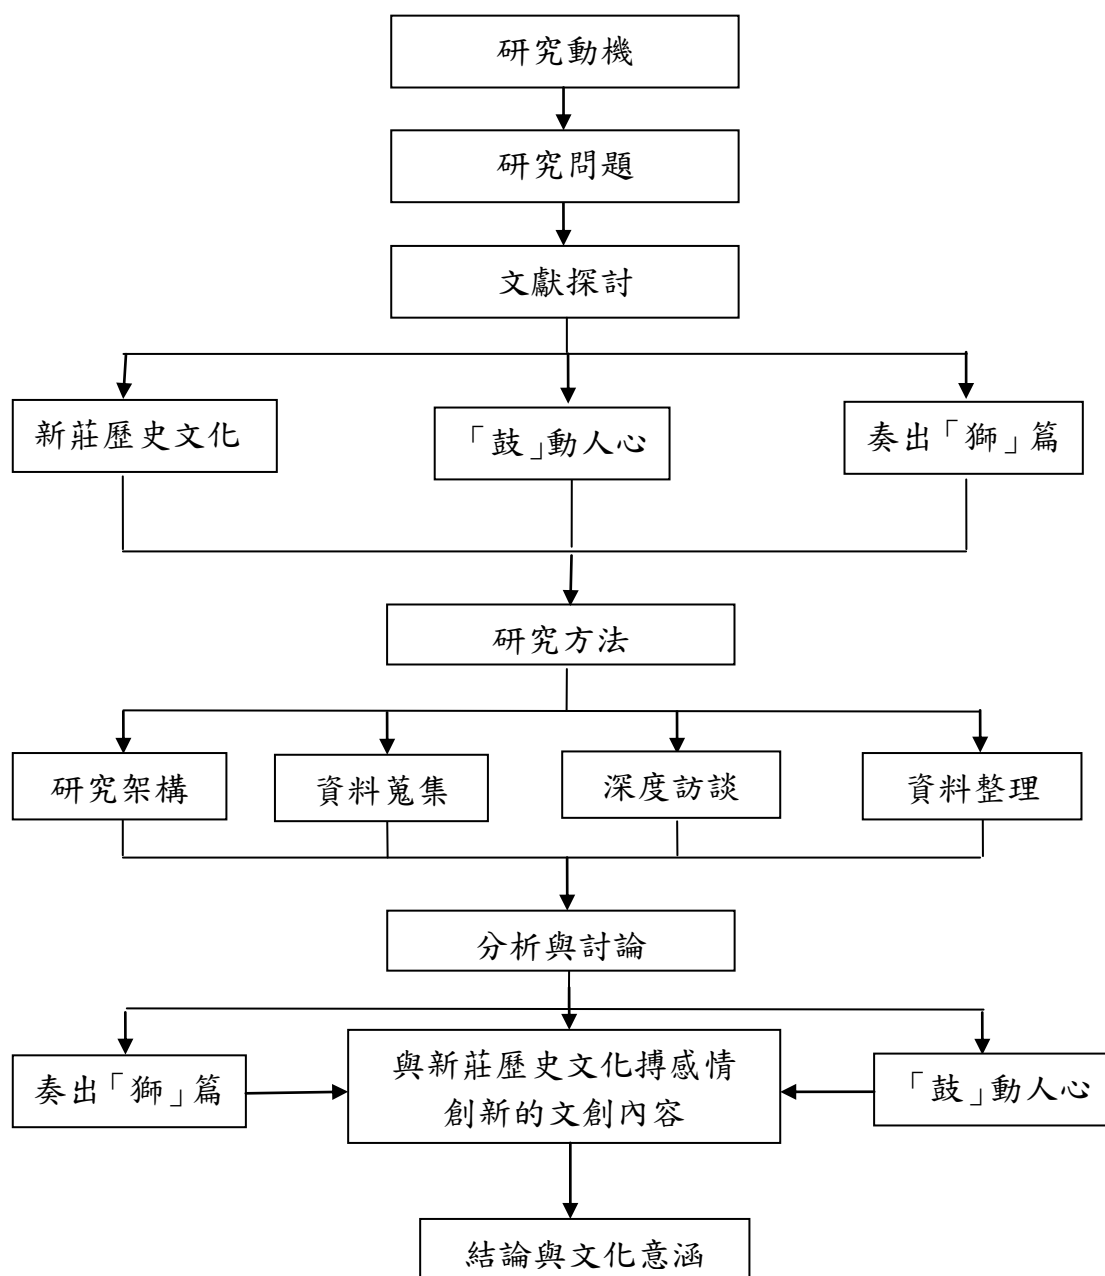 研究動機
研究問題
文獻探討
新莊歷史文化
「鼓」動人心
奏出「獅」篇
研究方法
研究架構
資料蒐集
深度訪談
資料整理
分析與討論
奏出「獅」篇
與新莊歷史文化搏感情
創新的文創內容
「鼓」動人心
結論與文化意涵